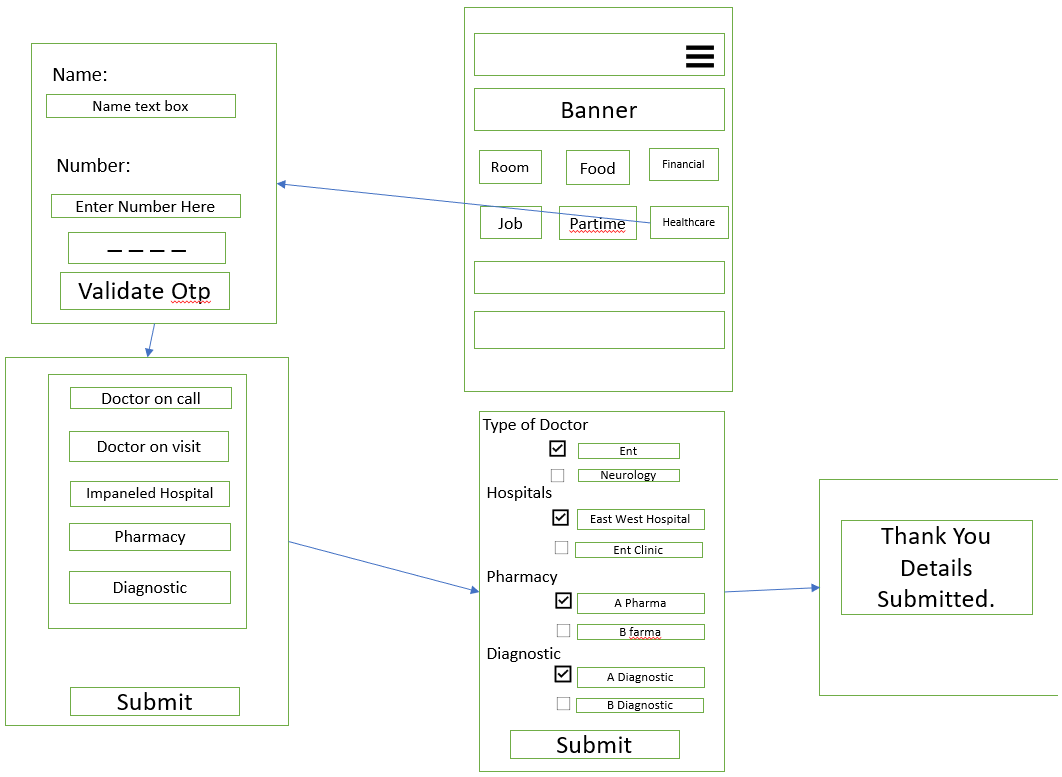 Name:
Name text box
Number:
Enter Number Here
_ _ _ _
Validate Otp
Banner
Room
Food
Financial
Job
Partime
Healthcare
Doctor on call
Doctor on visit
Impaneled Hospital
Pharmacy
Diagnostic
Submit
Type of Doctor
Ent
Neurology
Hospitals
East West Hospital
Ent Clinic
Pharmacy
A Pharma
B farma
Diagnostic
A Diagnostic
B Diagnostic
Submit
Thank You
Details
Submitted.